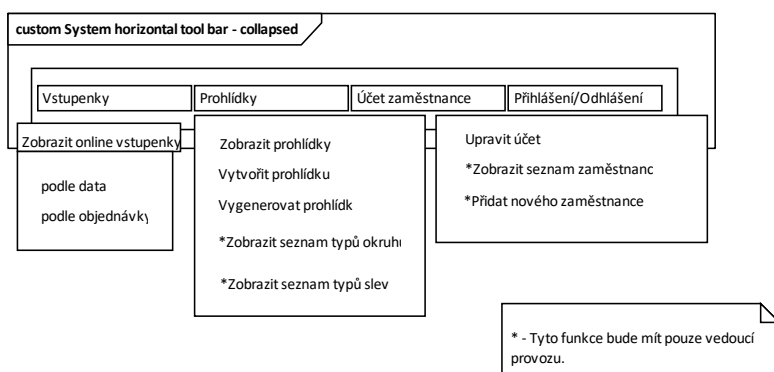 custom System horizontal tool bar - collapsed
Vstupenky
Prohlídky
Účet zaměstnance
Přihlášení/Odhlášení
Zobrazit online vstupenky
podle data
podle objednávky
Zobrazit prohlídky
Vytvořit prohlídku
Vygenerovat prohlídk
*Zobrazit seznam typů okruhu
*Zobrazit seznam typů slev
Upravit účet
*Zobrazit seznam zaměstnanc
*Přidat nového zaměstnance
* - Tyto funkce bude mít pouze vedoucí
provozu.